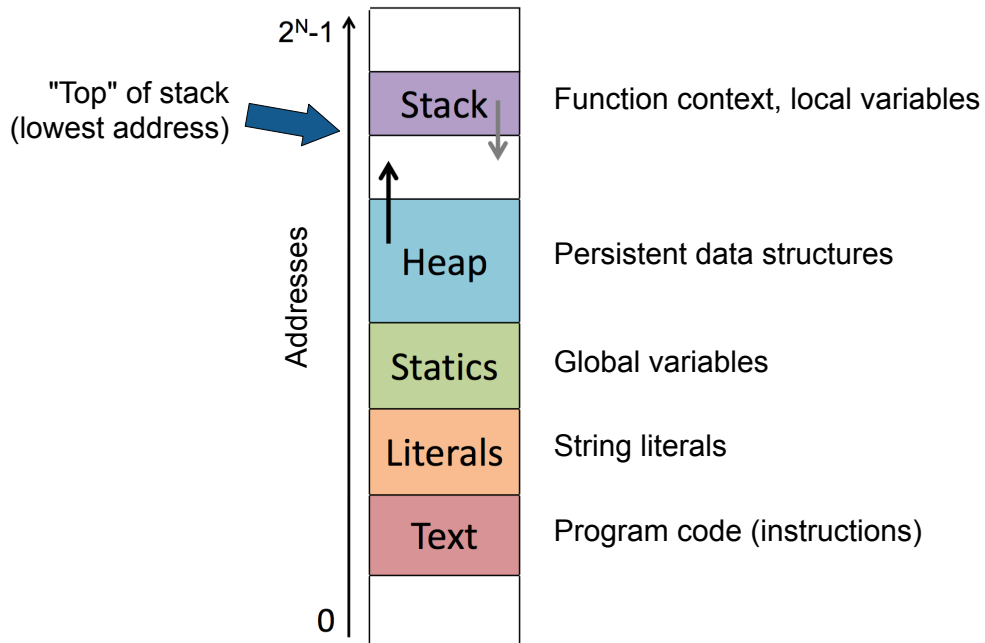 2ᴺ-1
"Top" of stack
(lowest address)
Stack
Function context, local variables
Addresses
Heap
Persistent data structures
Statics
Global variables
Literals
String literals
Text
Program code (instructions)
0